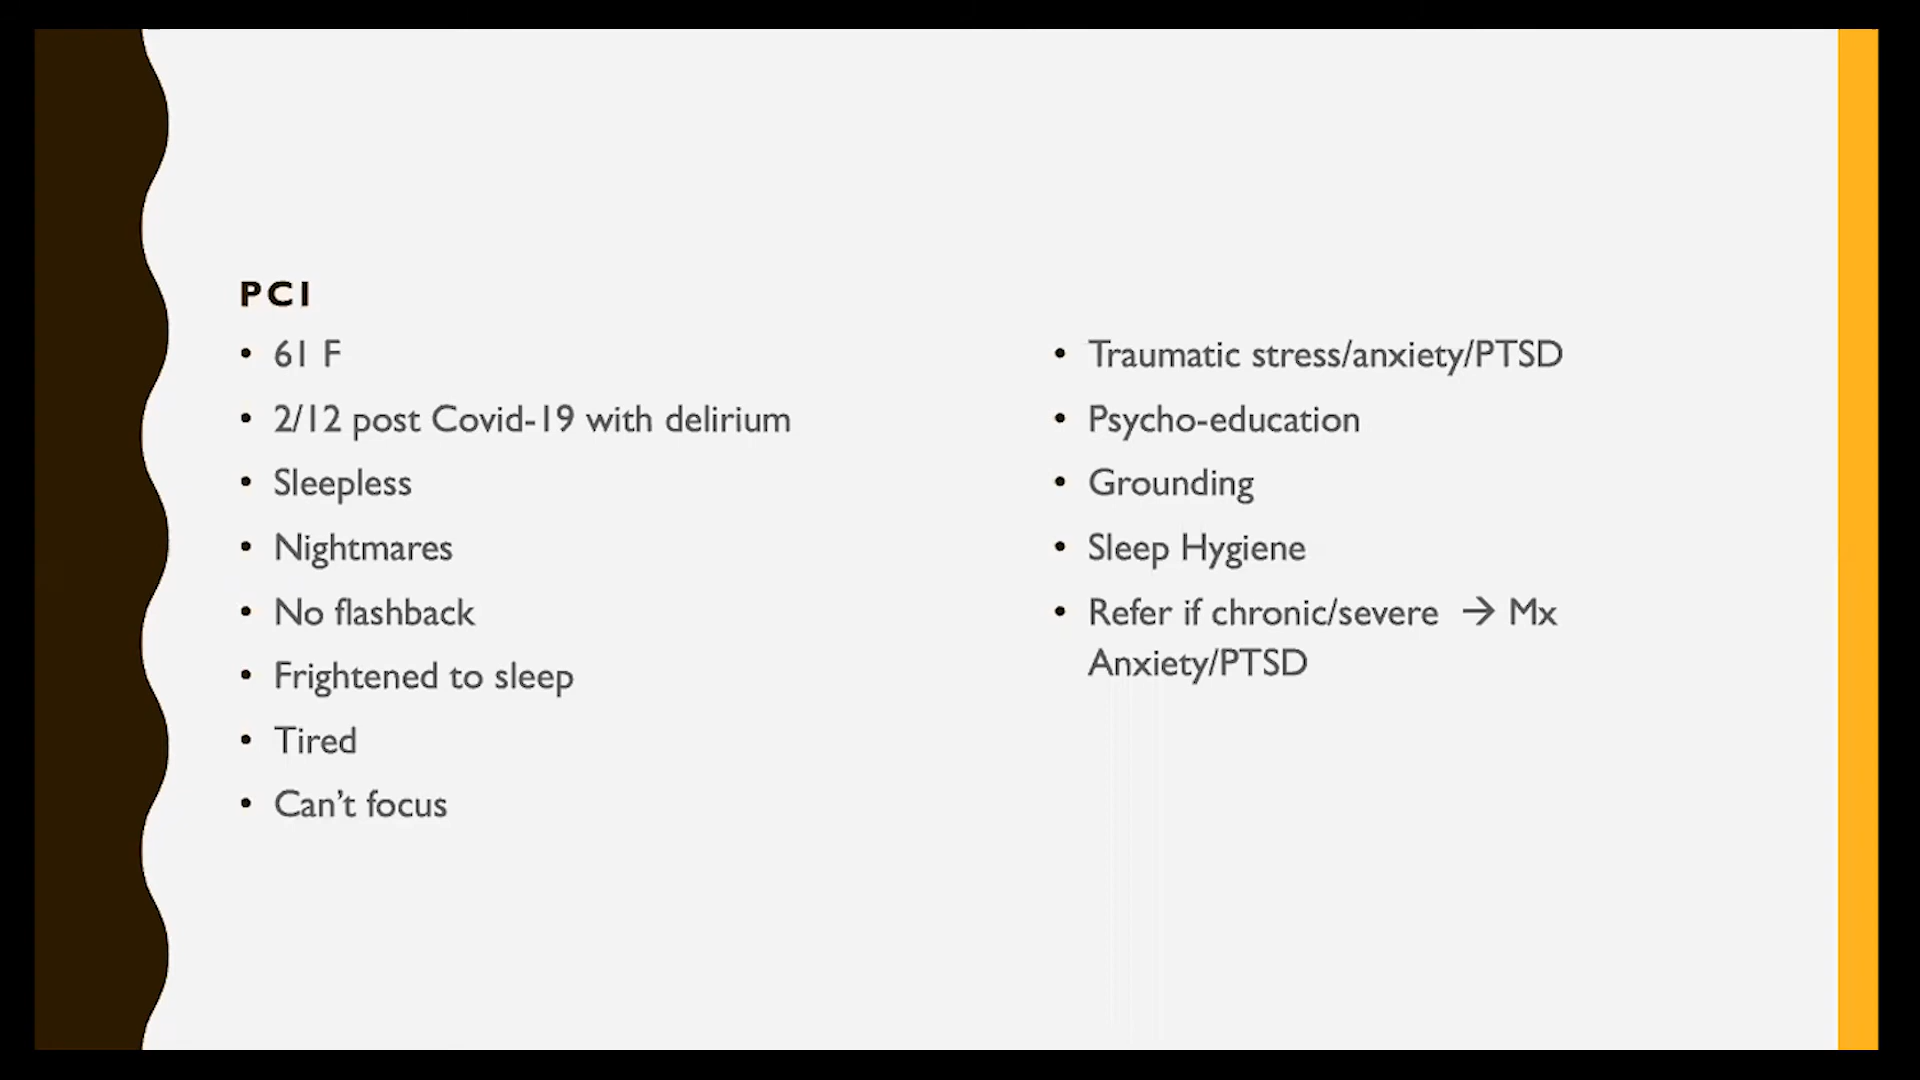 PCI
• 61 F
• 2/12 post Covid-19 with delirium
• Sleepless
• Nightmares
• No flashback
• Frightened to sleep
• Tired
• Can’t focus
• Traumatic stress/anxiety/PTSD
• Psycho-education
• Grounding
• Sleep Hygiene
• Refer if chronic/severe → Mx
Anxiety/PTSD